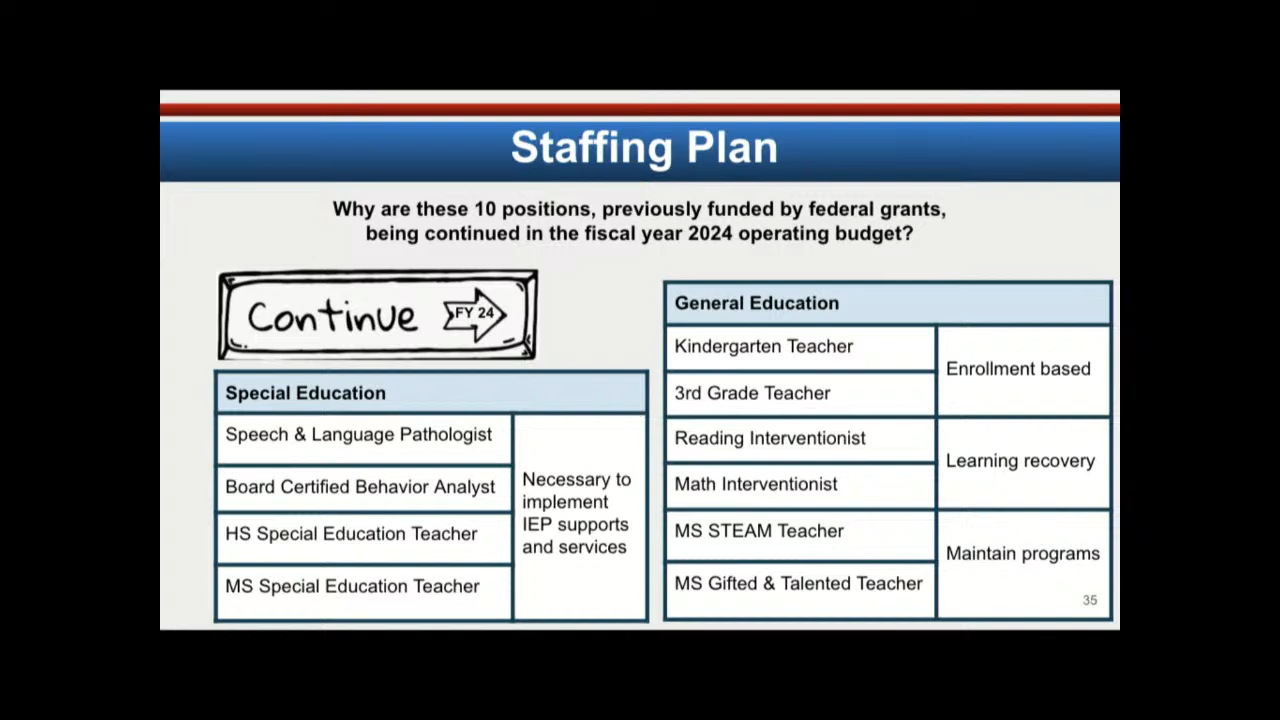 Staffing Plan
Why are these 10 positions, previously funded by federal grants,
being continued in the fiscal year 2024 operating budget?
Continue FY 24
Special Education
Speech & Language Pathologist
Board Certified Behavior Analyst
HS Special Education Teacher
MS Special Education Teacher
Necessary to
implement
IEP supports
and services
General Education
Kindergarten Teacher
3rd Grade Teacher
Enrollment based
Reading Interventionist
Math Interventionist
Learning recovery
MS STEAM Teacher
MS Gifted & Talented Teacher
Maintain programs
35